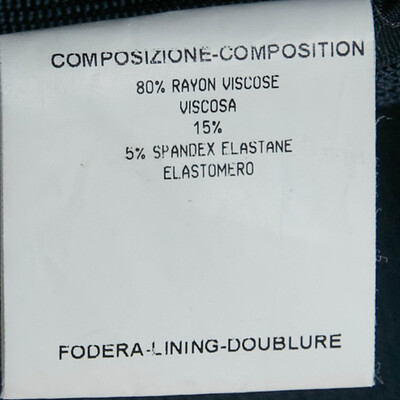 COMPOSIZIONE-COMPOSITION
80% RAYON VISCOSE
VISCOSA
15%
5% SPANDEX ELASTANE
ELASTOMERO
FODERA-LINING-DOUBLURE